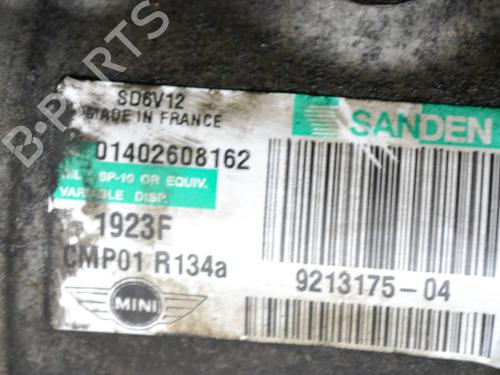 SD6V12
MADE IN FRANCE
SANDEN
01402608162
OIL SP-10 OR EQUIV.
VARIABLE DISP.
1923F
CMP01 R134a
9213175-04
MINI
B-PARTS